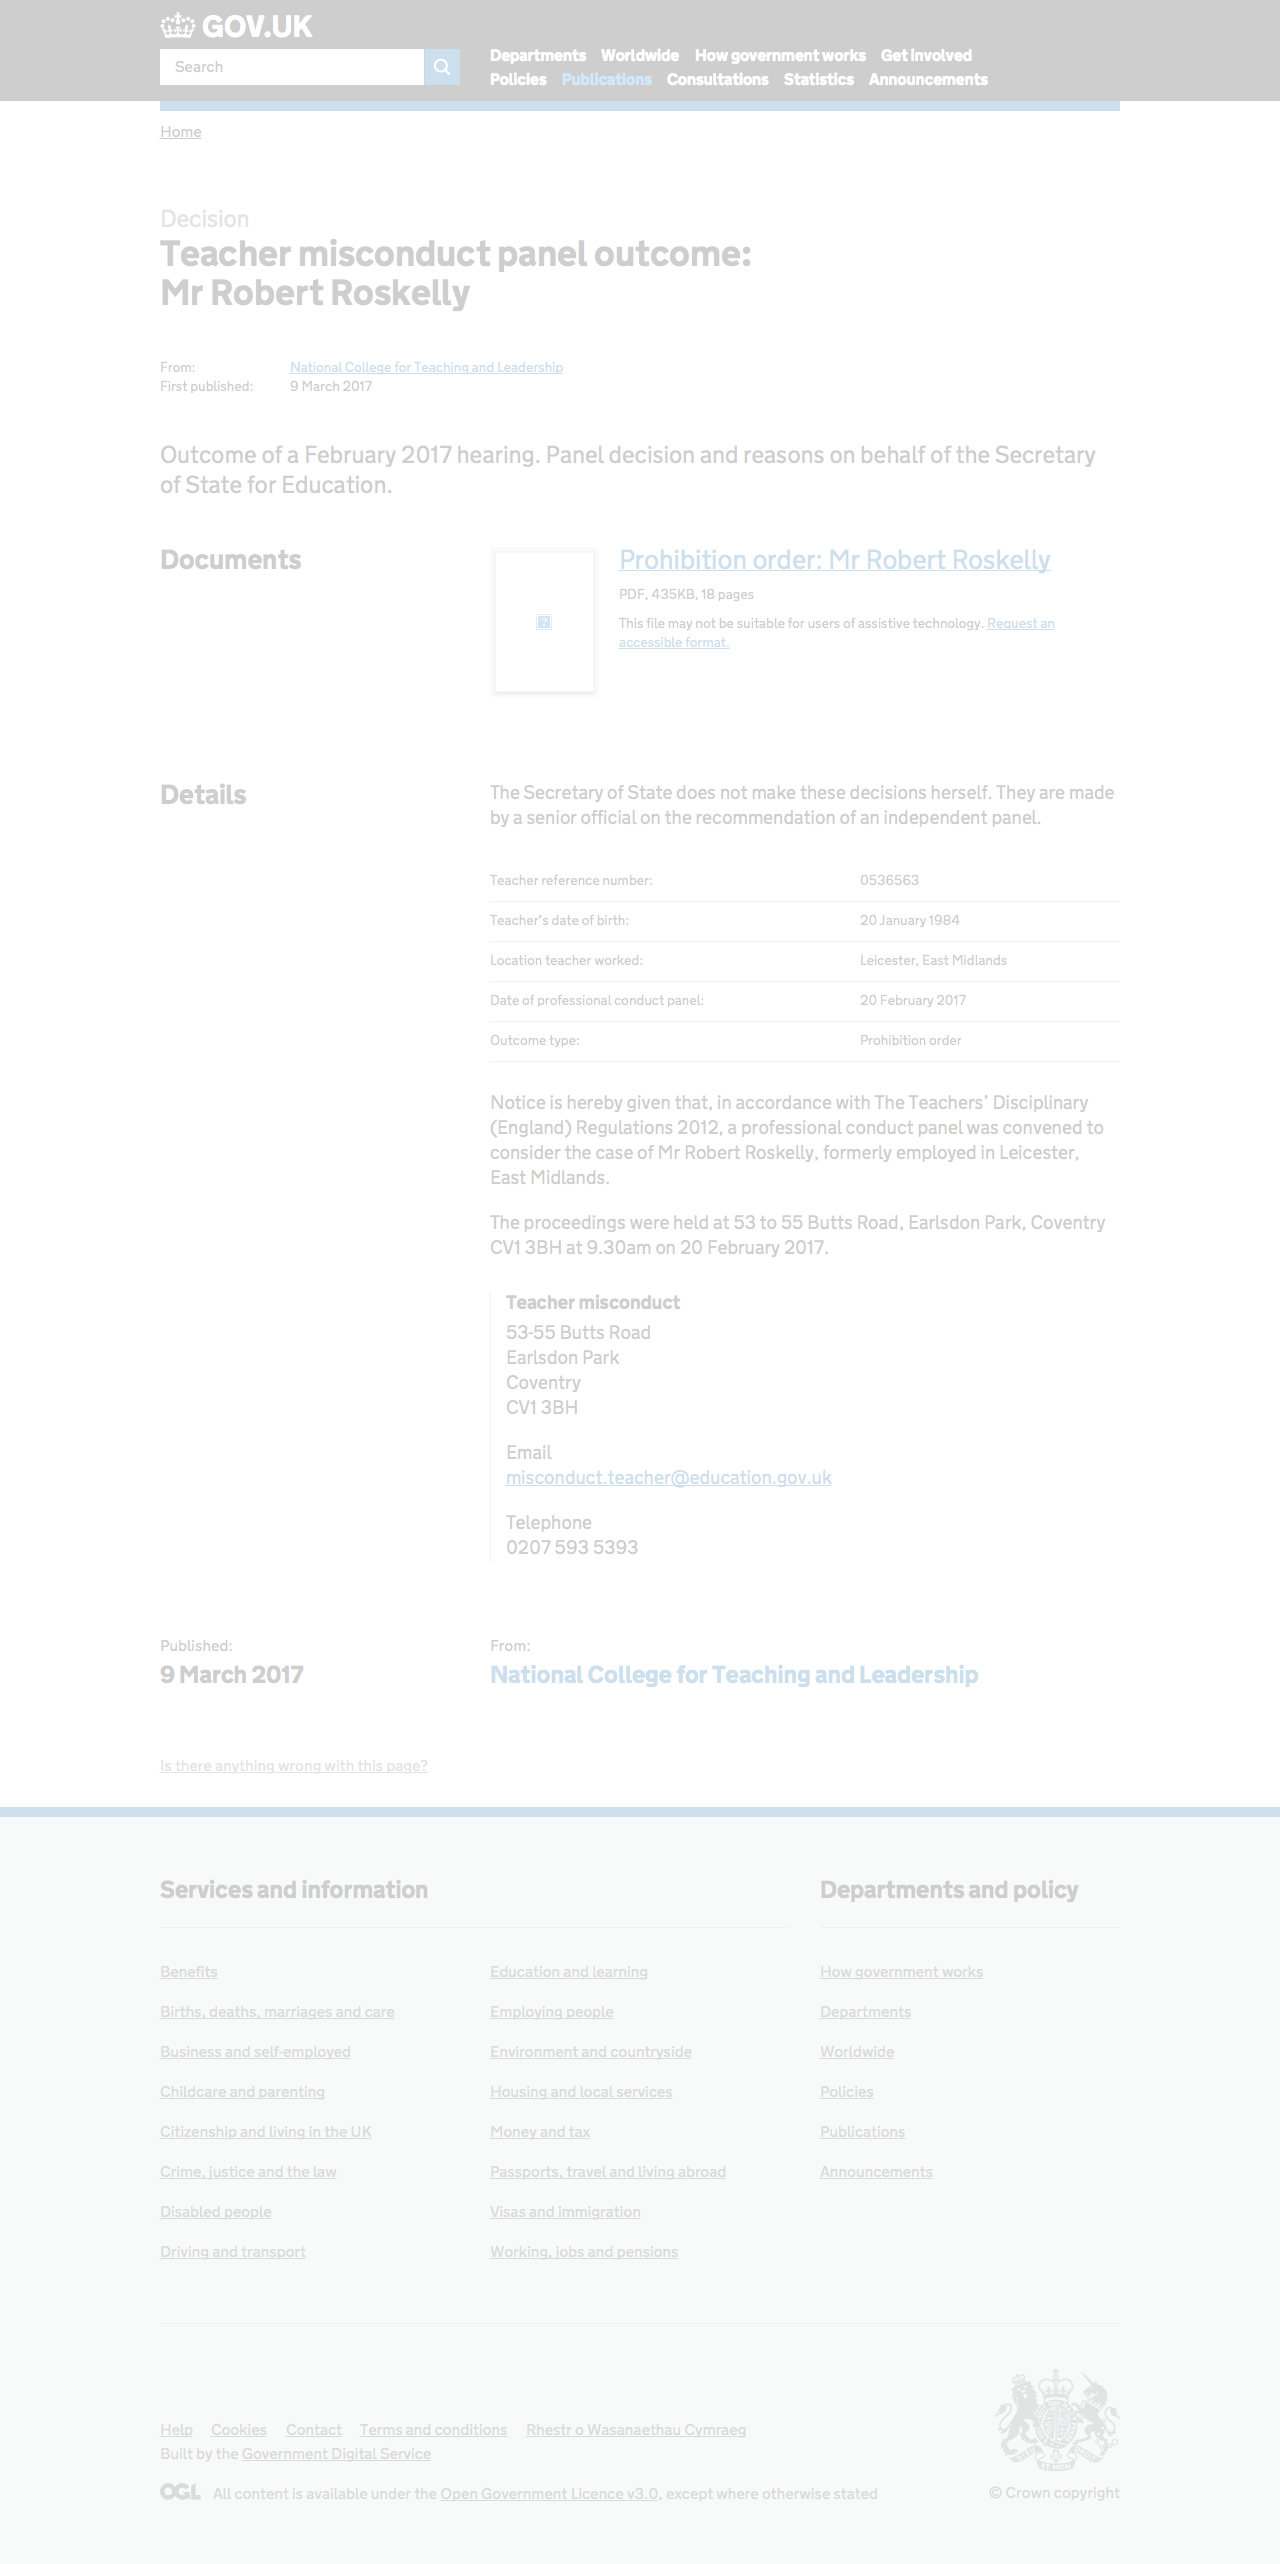 GOV.UK
Search
Departments Worldwide How government works Get involved
Policies Publications Consultations Statistics Announcements
Home
Decision
Teacher misconduct panel outcome:
Mr Robert Roskelly
From: National College for Teaching and Leadership
First published: 9 March 2017
Outcome of a February 2017 hearing. Panel decision and reasons on behalf of the Secretary
of State for Education.
Documents
Prohibition order: Mr Robert Roskelly
PDF, 435KB, 18 pages
This file may not be suitable for users of assistive technology. Request an
accessible format.
Details
The Secretary of State does not make these decisions herself. They are made
by a senior official on the recommendation of an independent panel.
Teacher reference number: 0536563
Teacher's date of birth: 20 January 1984
Location teacher worked: Leicester, East Midlands
Date of professional conduct panel: 20 February 2017
Outcome type: Prohibition order
Notice is hereby given that, in accordance with The Teachers’ Disciplinary
(England) Regulations 2012, a professional conduct panel was convened to
consider the case of Mr Robert Roskelly, formerly employed in Leicester,
East Midlands.
The proceedings were held at 53 to 55 Butts Road, Earlsdon Park, Coventry
CV1 3BH at 9.30am on 20 February 2017.
Teacher misconduct
53-55 Butts Road
Earlsdon Park
Coventry
CV1 3BH
Email
misconduct.teacher@education.gov.uk
Telephone
0207 593 5393
Published: From:
9 March 2017 National College for Teaching and Leadership
Is there anything wrong with this page?
Services and information Departments and policy
Benefits Education and learning How government works
Births, deaths, marriages and care Employing people Departments
Business and self-employed Environment and countryside Worldwide
Childcare and parenting Housing and local services Policies
Citizenship and living in the UK Money and tax Publications
Crime, justice and the law Passports, travel and living abroad Announcements
Disabled people Visas and immigration
Driving and transport Working, jobs and pensions
Help Cookies Contact Terms and conditions Rhestr o Wasanaethau Cymraeg
Built by the Government Digital Service
OGL All content is available under the Open Government Licence v3.0, except where otherwise stated
© Crown copyright